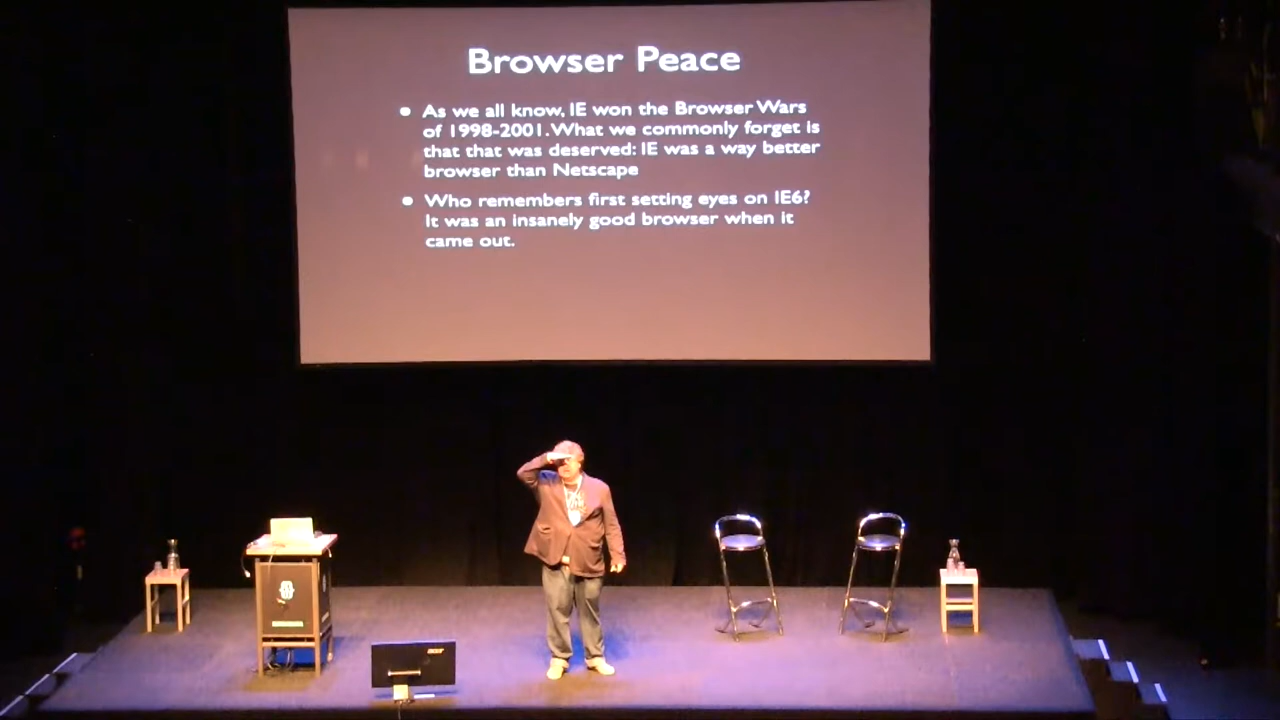 Browser Peace
As we all know, IE won the Browser Wars
of 1998-2001. What we commonly forget is
that that was deserved: IE was a way better
browser than Netscape
Who remembers first setting eyes on IE6?
It was an insanely good browser when it
came out.
acer